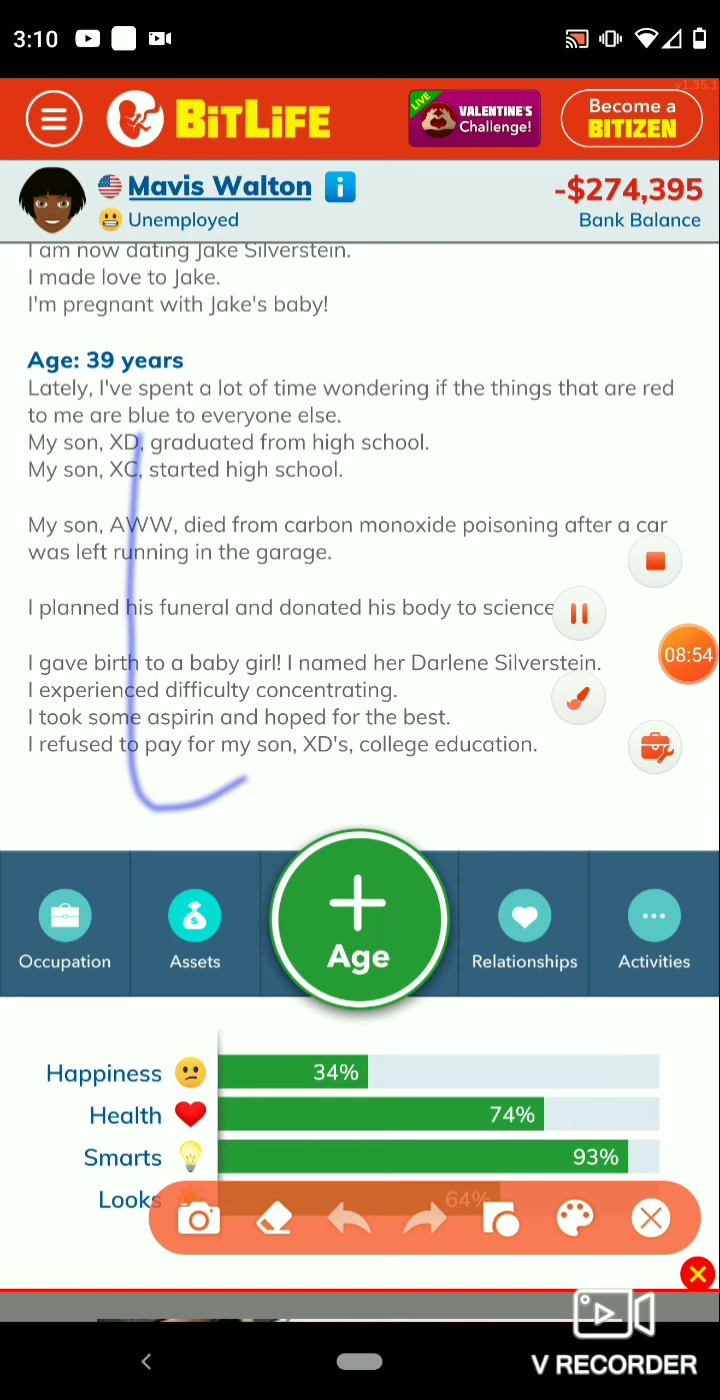 3:10
v1.35.1
BiTLiFE
LIVE
VALENTINE'S
Challenge!
Become a
BITIZEN
Mavis Walton i
-$274,395
Unemployed
Bank Balance
I am now dating Jake Silverstein.
I made love to Jake.
I'm pregnant with Jake's baby!
Age: 39 years
Lately, I've spent a lot of time wondering if the things that are red
to me are blue to everyone else.
My son, XD, graduated from high school.
My son, XC, started high school.
My son, AWW, died from carbon monoxide poisoning after a car
was left running in the garage.
I planned his funeral and donated his body to science
I gave birth to a baby girl! I named her Darlene Silverstein.
I experienced difficulty concentrating.
I took some aspirin and hoped for the best.
I refused to pay for my son, XD's, college education.
08:54
Age
Occupation
Assets
Relationships
Activities
Happiness 34%
Health 74%
Smarts 93%
Looks 64%
V RECORDER